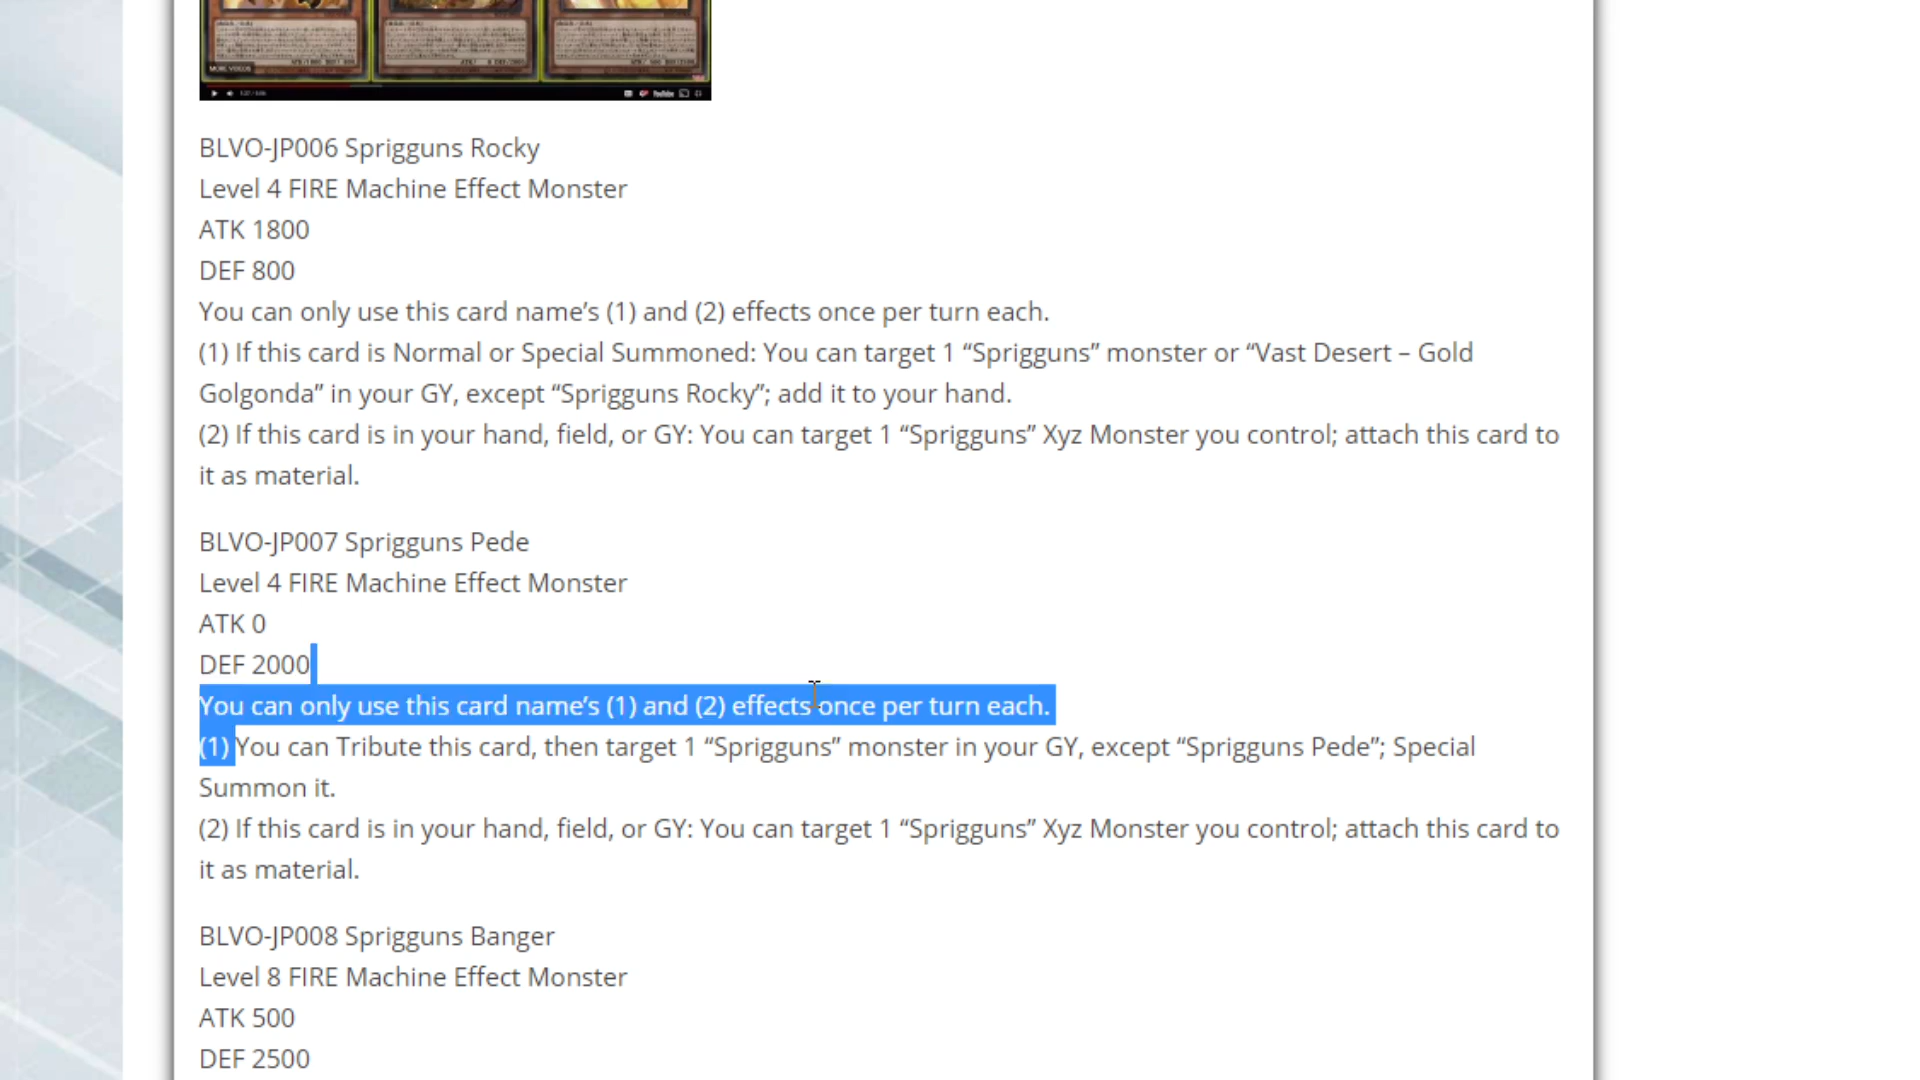 MORE VIDEOS
YouTube
BLVO-JP006 Sprigguns Rocky
Level 4 FIRE Machine Effect Monster
ATK 1800
DEF 800
You can only use this card name’s (1) and (2) effects once per turn each.
(1) If this card is Normal or Special Summoned: You can target 1 “Sprigguns” monster or “Vast Desert – Gold
Golgonda” in your GY, except “Sprigguns Rocky”; add it to your hand.
(2) If this card is in your hand, field, or GY: You can target 1 “Sprigguns” Xyz Monster you control; attach this card to
it as material.
BLVO-JP007 Sprigguns Pede
Level 4 FIRE Machine Effect Monster
ATK 0
DEF 2000
You can only use this card name’s (1) and (2) effects once per turn each.
(1) You can Tribute this card, then target 1 “Sprigguns” monster in your GY, except “Sprigguns Pede”; Special
Summon it.
(2) If this card is in your hand, field, or GY: You can target 1 “Sprigguns” Xyz Monster you control; attach this card to
it as material.
BLVO-JP008 Sprigguns Banger
Level 8 FIRE Machine Effect Monster
ATK 500
DEF 2500